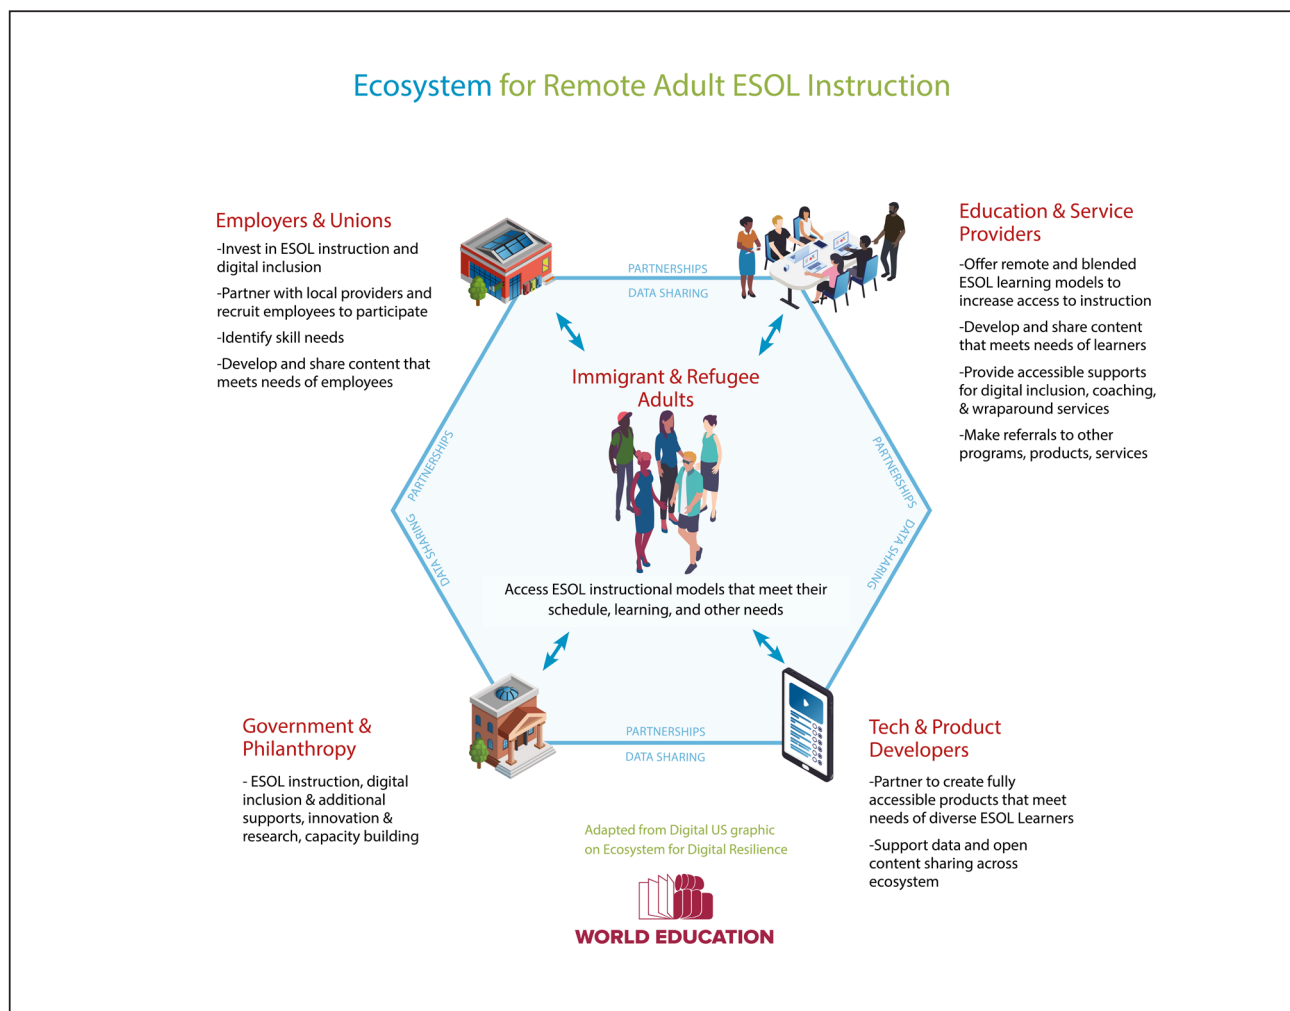 Ecosystem for Remote Adult ESOL Instruction
Employers & Unions
-Invest in ESOL instruction and
digital inclusion
-Partner with local providers and
recruit employees to participate
-Identify skill needs
-Develop and share content that
meets needs of employees
PARTNERSHIPS
DATA SHARING
Education & Service
Providers
-Offer remote and blended
ESOL learning models to
increase access to instruction
-Develop and share content
that meets needs of learners
-Provide accessible supports
for digital inclusion, coaching,
& wraparound services
-Make referrals to other
programs, products, services
Immigrant & Refugee
Adults
PARTNERSHIPS
DATA SHARING
PARTNERSHIPS
DATA SHARING
Access ESOL instructional models that meet their
schedule, learning, and other needs
Government &
Philanthropy
- ESOL instruction, digital
inclusion & additional
supports, innovation &
research, capacity building
PARTNERSHIPS
DATA SHARING
Tech & Product
Developers
-Partner to create fully
accessible products that meet
needs of diverse ESOL Learners
-Support data and open
content sharing across
ecosystem
Adapted from Digital US graphic
on Ecosystem for Digital Resilience
WORLD EDUCATION